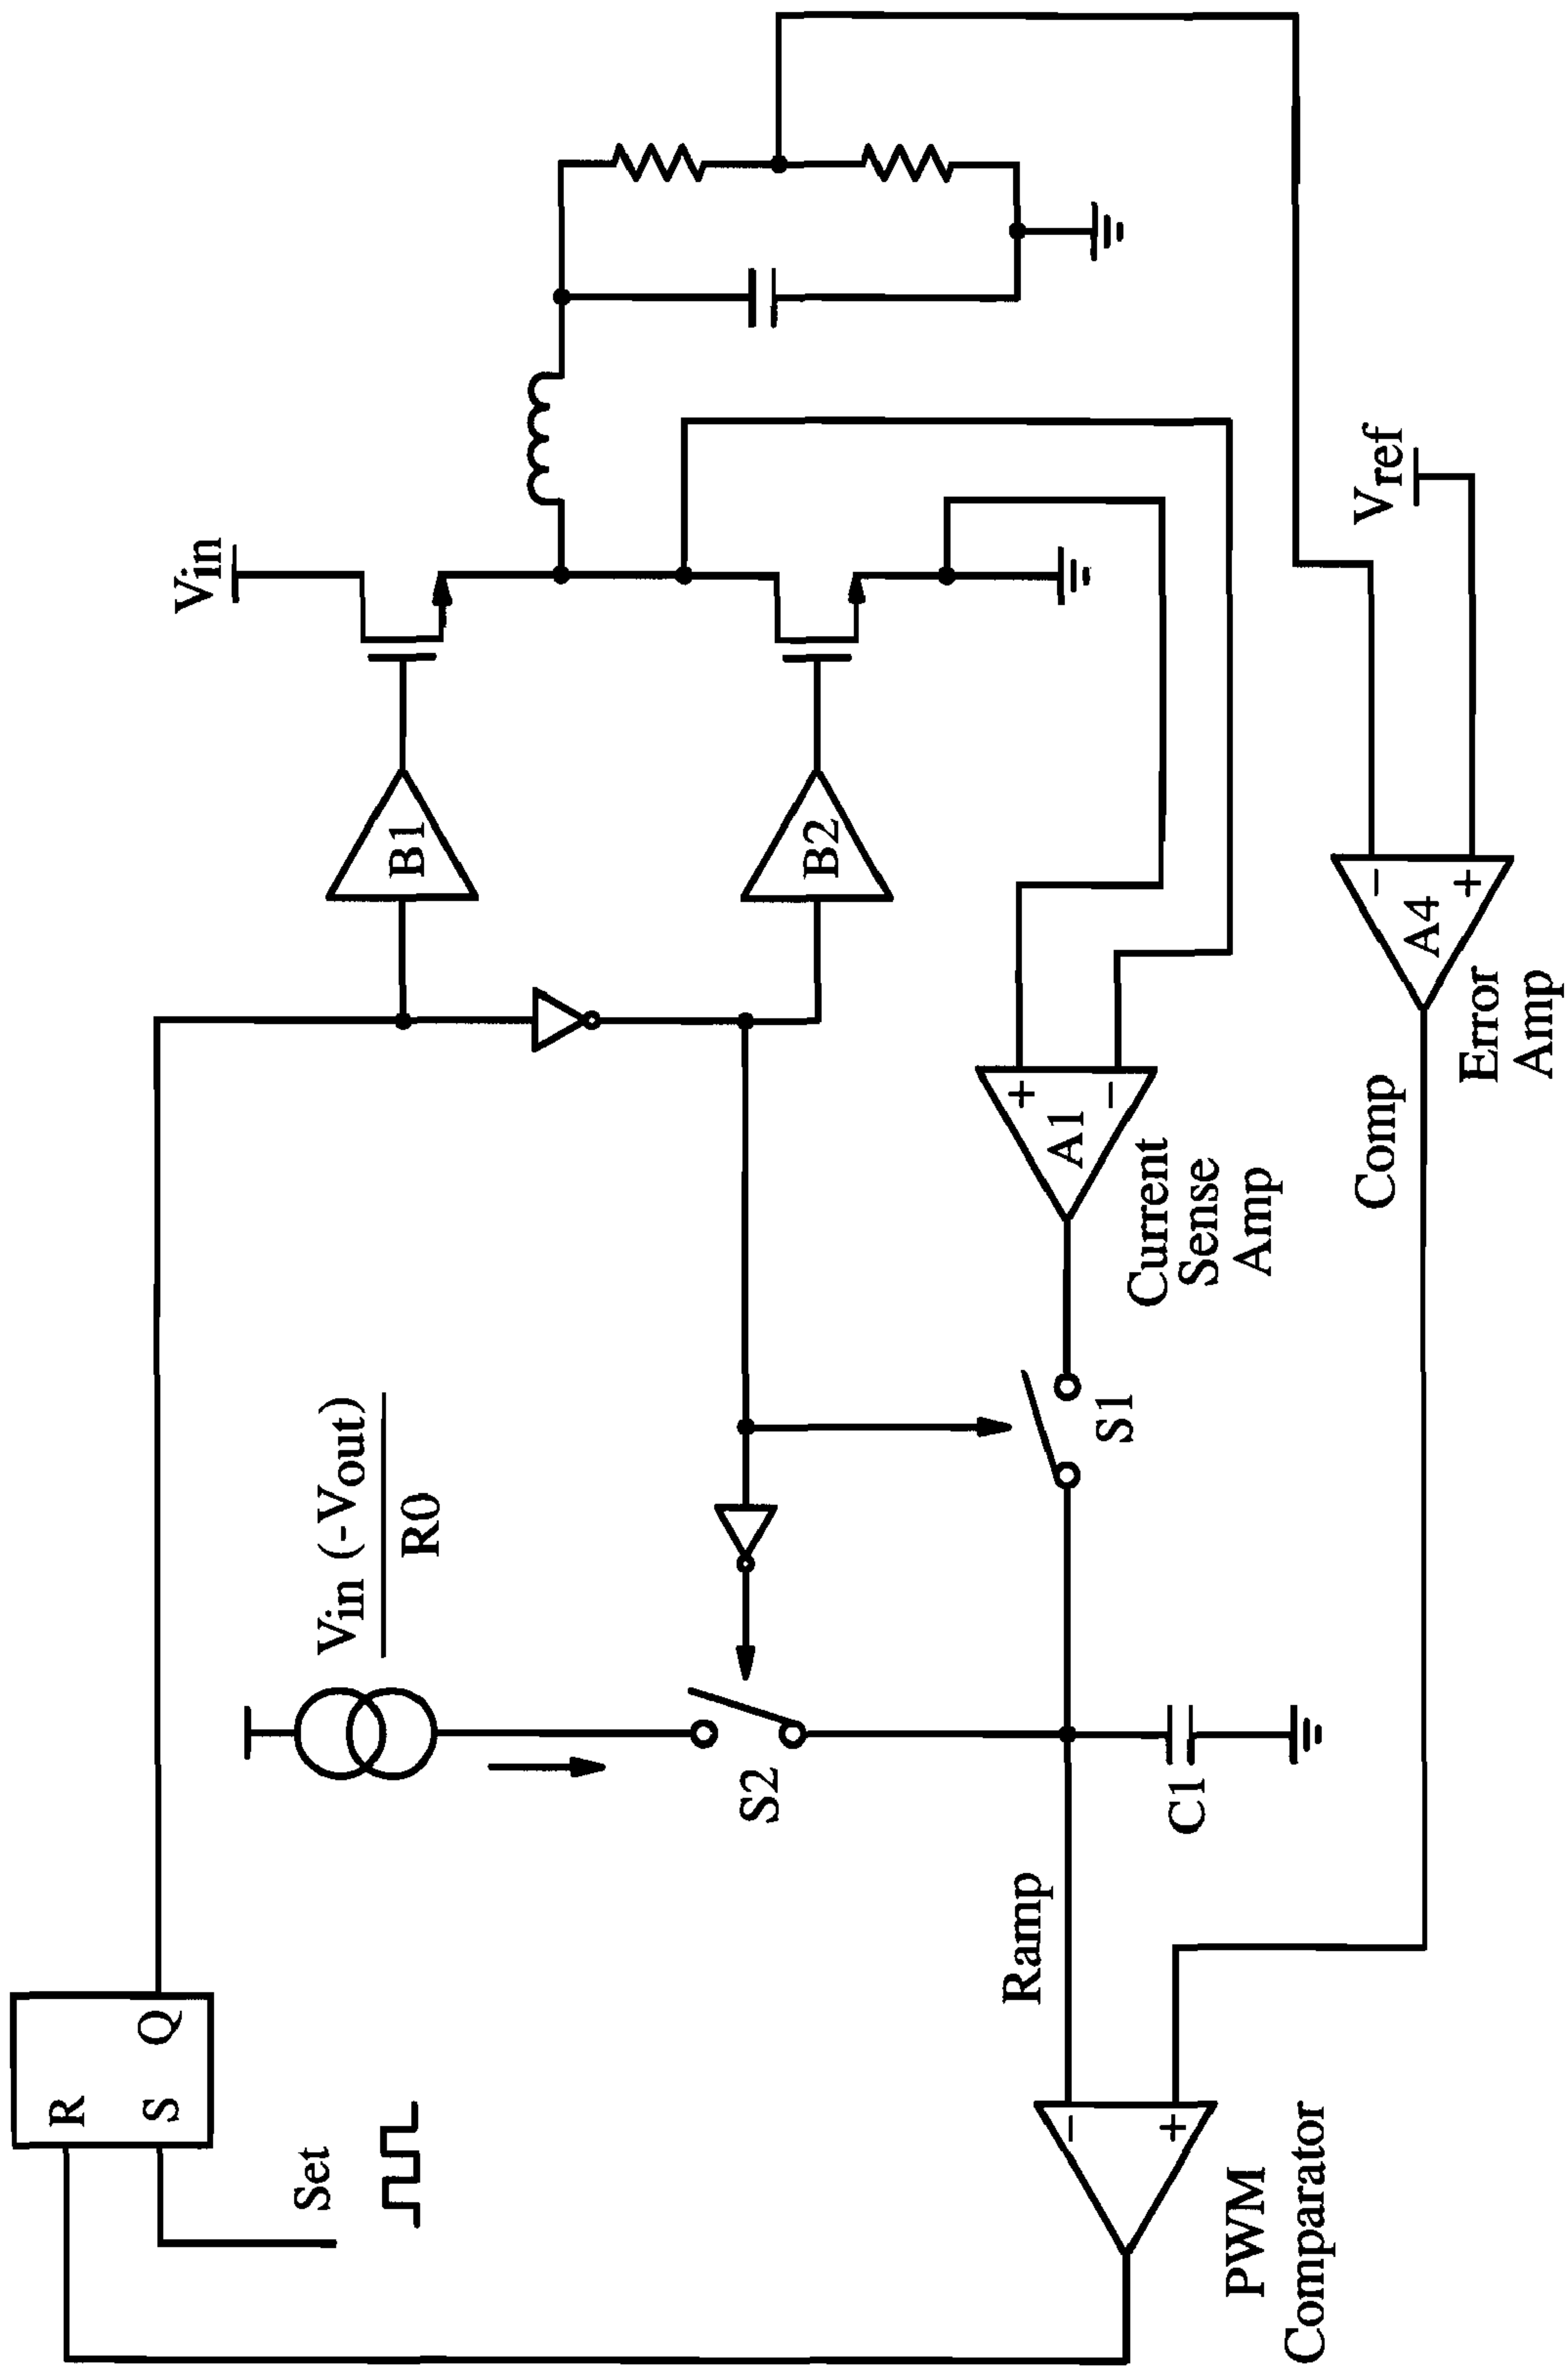 R
S
Q
Set
Vin (-Vout)
R0
Vin
B1
B2
S2
S1
+
−
A1
Current
Sense
Amp
Ramp
C1
−
+
PWM
Comparator
Comp
Vref
−
+
A4
Error
Amp